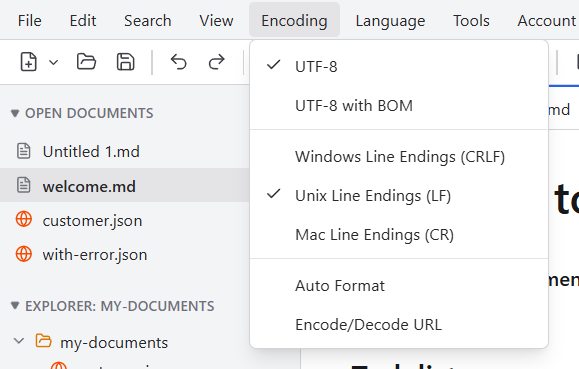 File Edit Search View Encoding Language Tools Account
UTF-8
UTF-8 with BOM
Windows Line Endings (CRLF)
Unix Line Endings (LF)
Mac Line Endings (CR)
Auto Format
Encode/Decode URL
OPEN DOCUMENTS
Untitled 1.md
welcome.md
customer.json
with-error.json
EXPLORER: MY-DOCUMENTS
my-documents
md